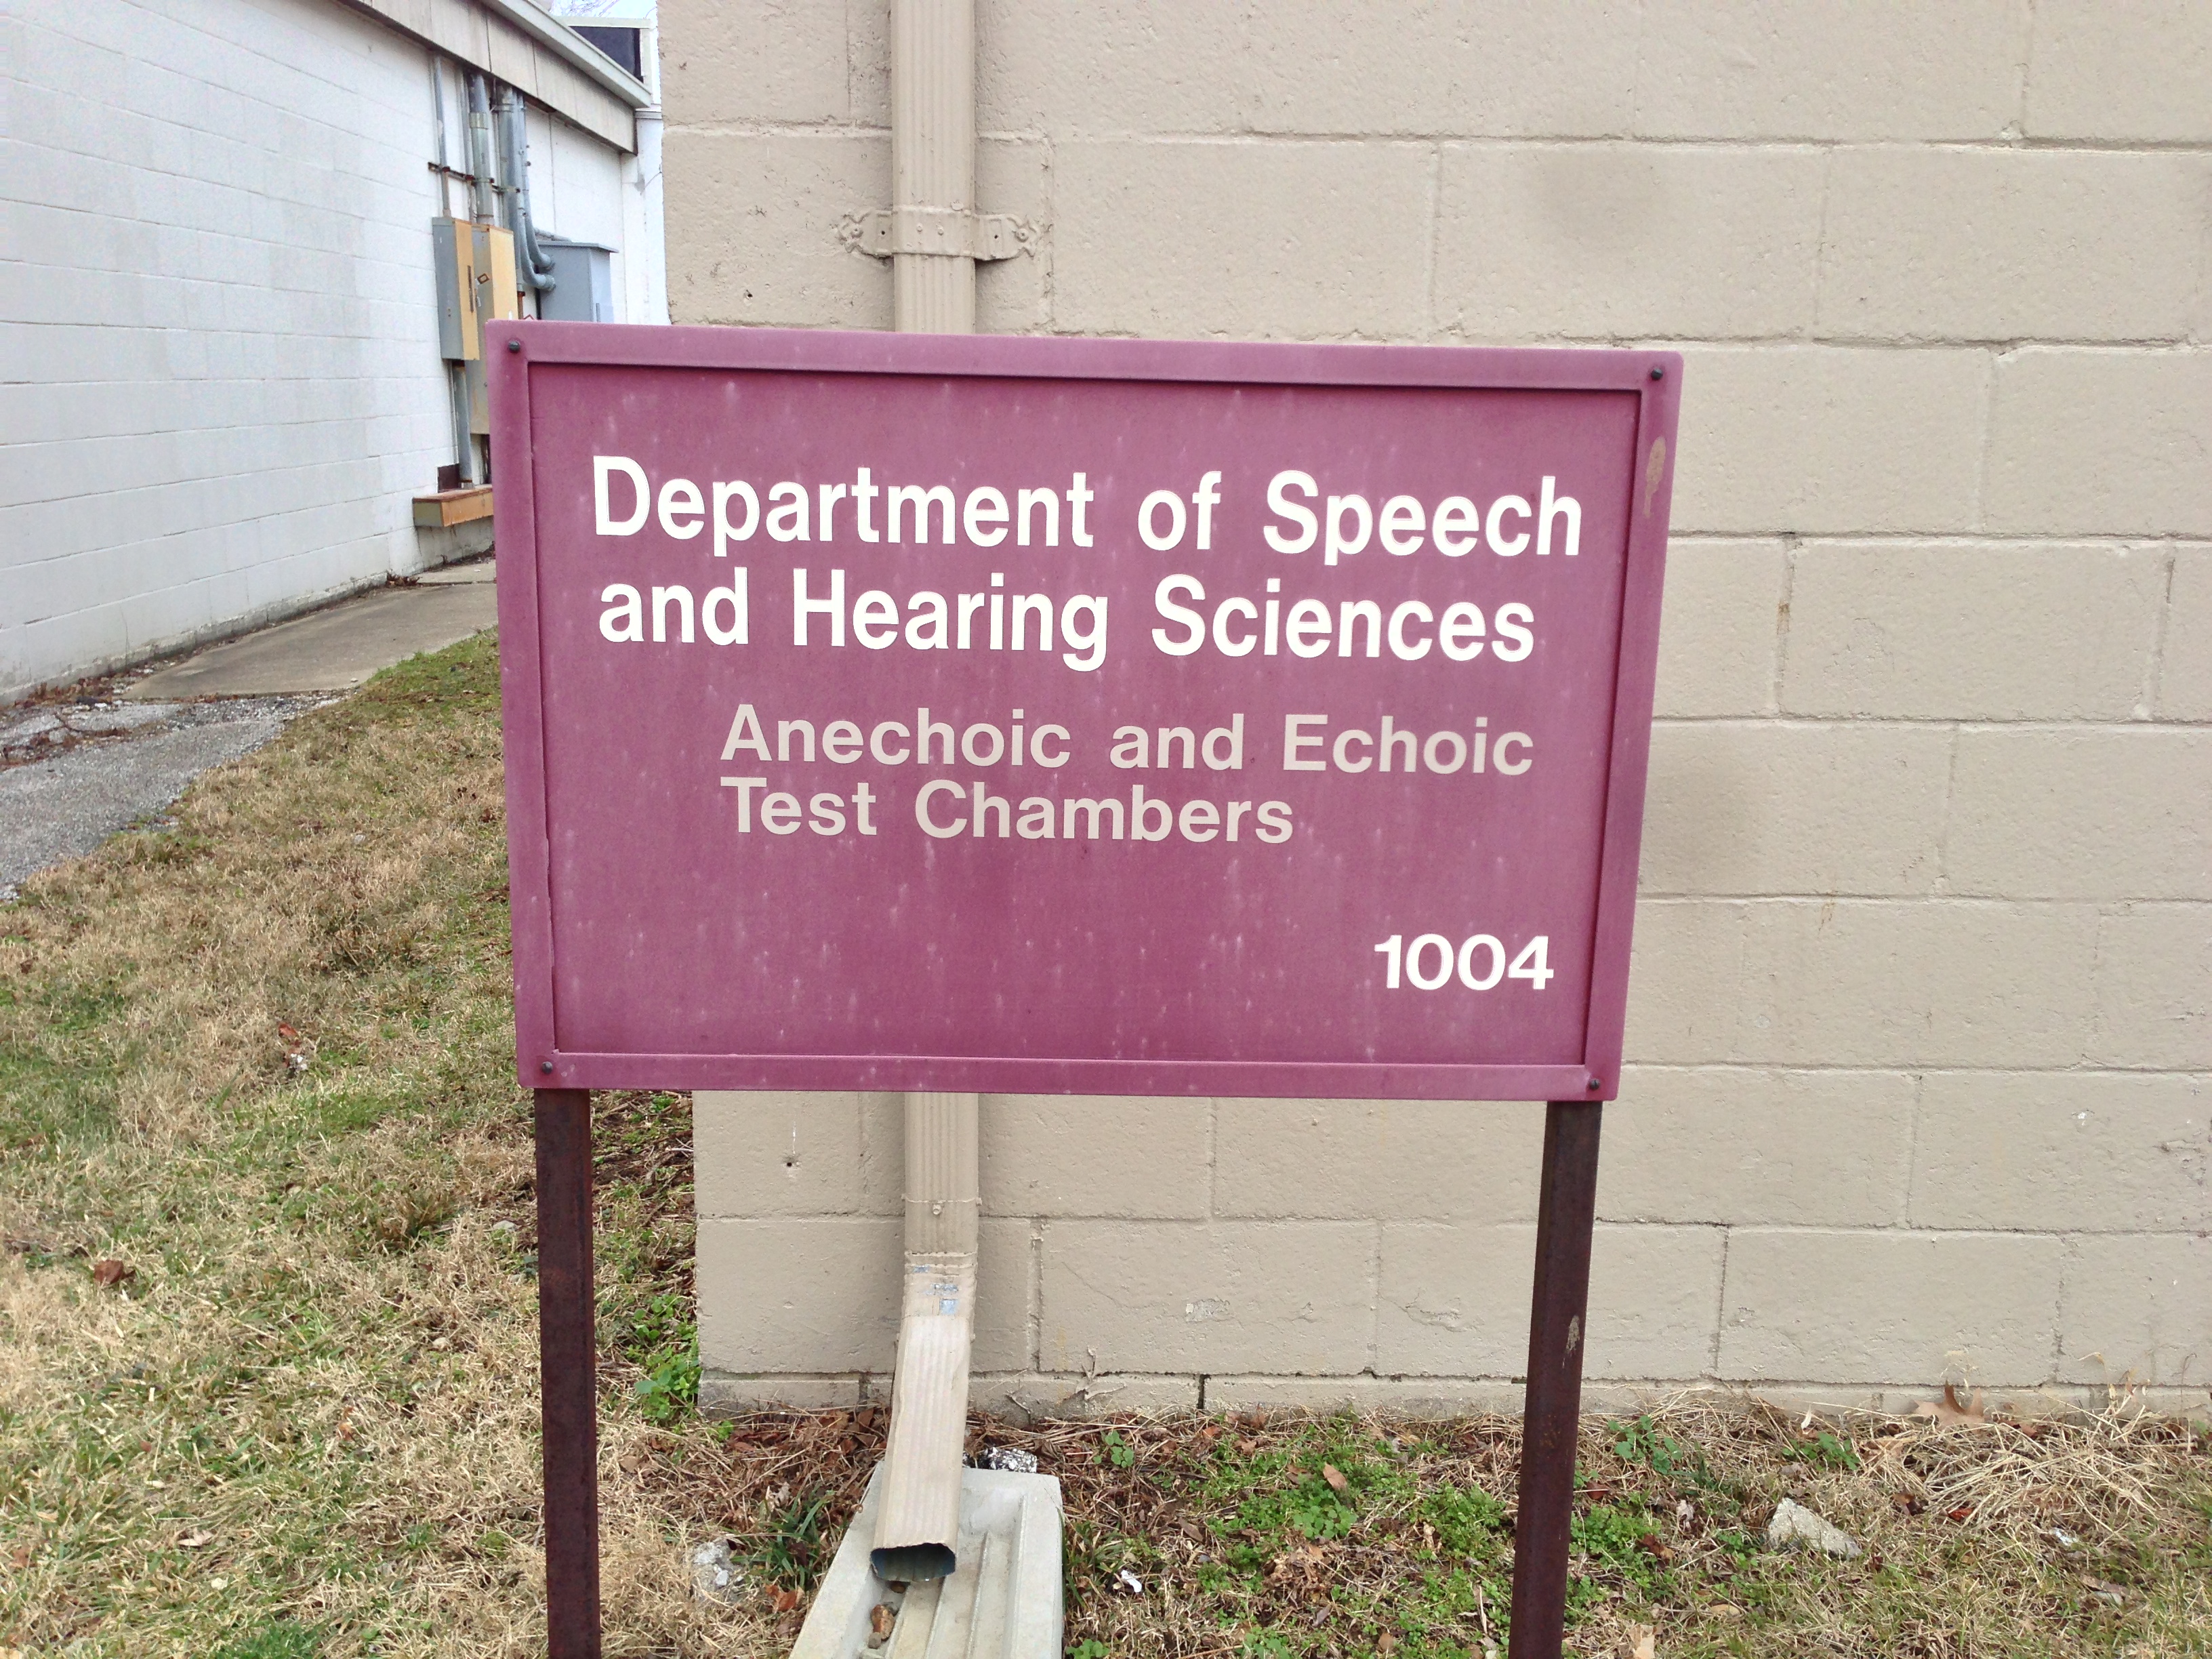 Department of Speech
and Hearing Sciences
Anechoic and Echoic
Test Chambers
1004